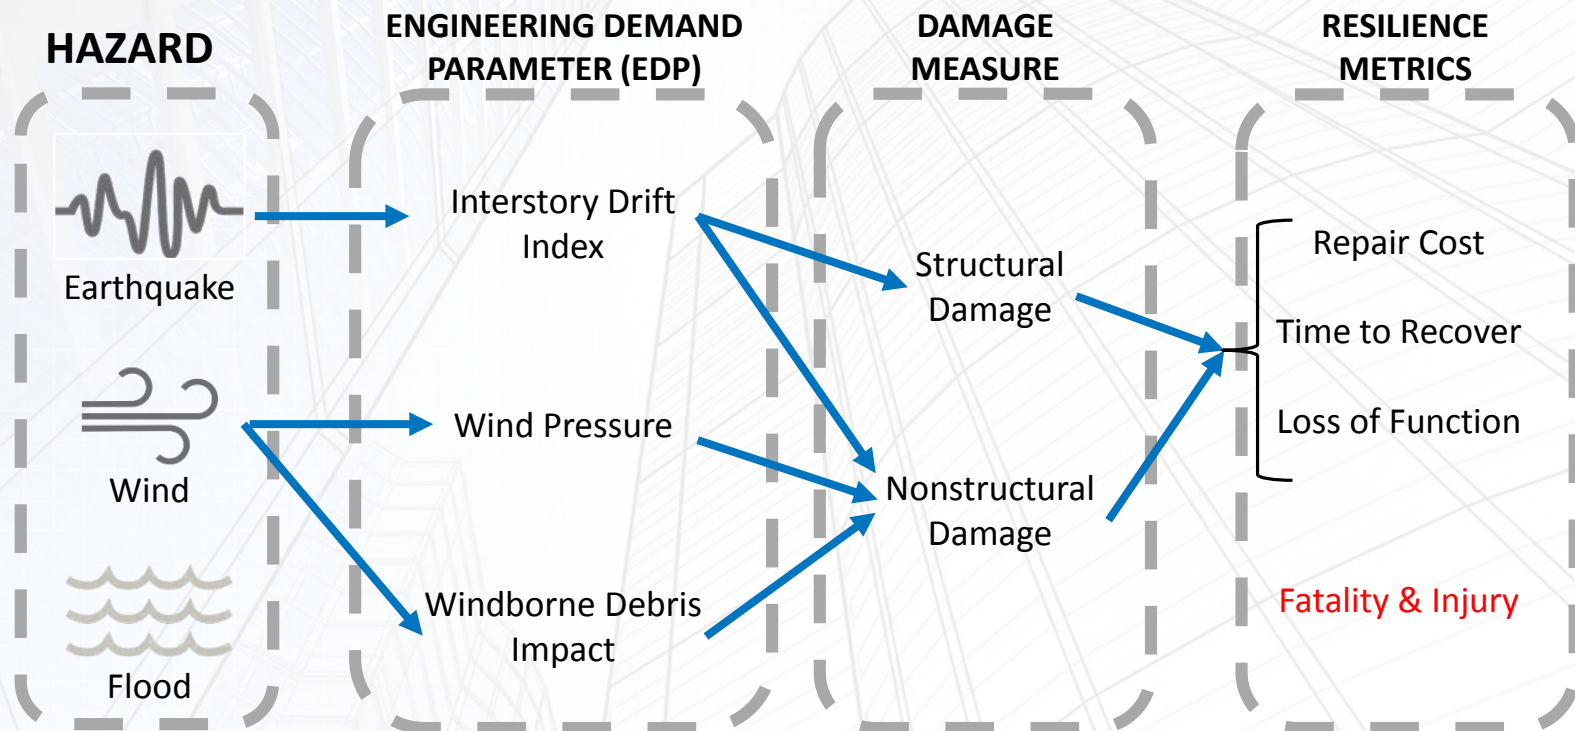 HAZARD
Earthquake
Wind
Flood
ENGINEERING DEMAND
PARAMETER (EDP)
Interstory Drift
Index
Wind Pressure
Windborne Debris
Impact
DAMAGE
MEASURE
Structural
Damage
Nonstructural
Damage
RESILIENCE
METRICS
Repair Cost
Time to Recover
Loss of Function
Fatality & Injury